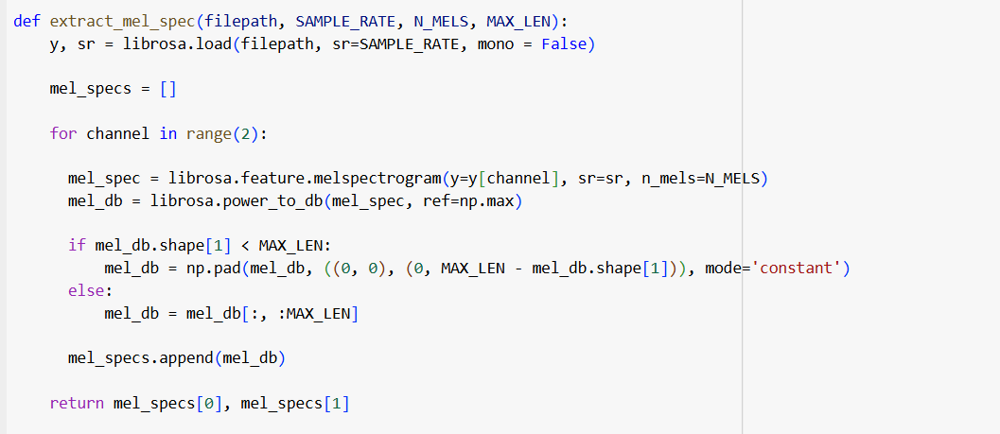 def extract_mel_spec(filepath, SAMPLE_RATE, N_MELS, MAX_LEN):
    y, sr = librosa.load(filepath, sr=SAMPLE_RATE, mono = False)

    mel_specs = []

    for channel in range(2):

      mel_spec = librosa.feature.melspectrogram(y=y[channel], sr=sr, n_mels=N_MELS)
      mel_db = librosa.power_to_db(mel_spec, ref=np.max)

      if mel_db.shape[1] < MAX_LEN:
          mel_db = np.pad(mel_db, ((0, 0), (0, MAX_LEN - mel_db.shape[1])), mode='constant')
      else:
          mel_db = mel_db[:, :MAX_LEN]

      mel_specs.append(mel_db)

    return mel_specs[0], mel_specs[1]